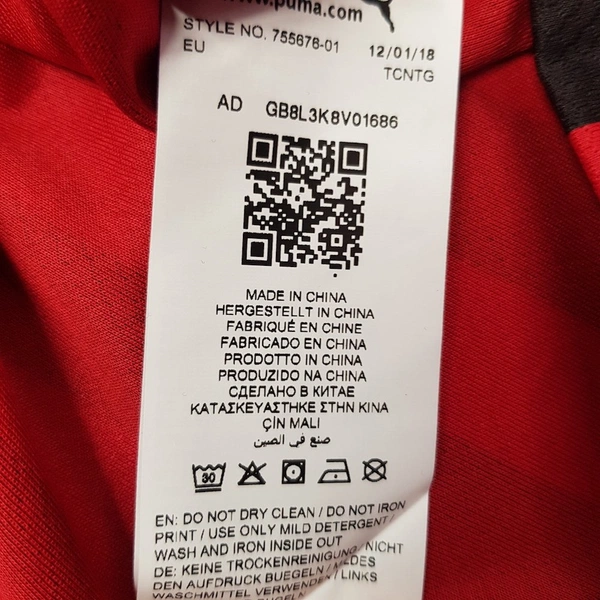 www.puma.com
STYLE NO. 755676-01 12/01/18
EU TCNTG
AD GB8L3K8V01686
MADE IN CHINA
HERGESTELLT IN CHINA
FABRIQUÉ EN CHINE
FABRICADO EN CHINA
PRODOTTO IN CHINA
PRODUZIDO NA CHINA
СДЕЛАНО В КИТАЕ
ΚΑΤΑΣΚΕΥΑΣΤΗΚΕ ΣΤΗΝ ΚΙΝΑ
ÇİN MALI
صنع في الصين
30
EN: DO NOT DRY CLEAN / DO NOT IRON
PRINT / USE ONLY MILD DETERGENT /
WASH AND IRON INSIDE OUT
DE: KEINE TROCKENREINIGUNG / NICHT
DEN AUFDRUCK BUEGELN / MILDES
WASCHMITTEL VERWENDEN / LINKS